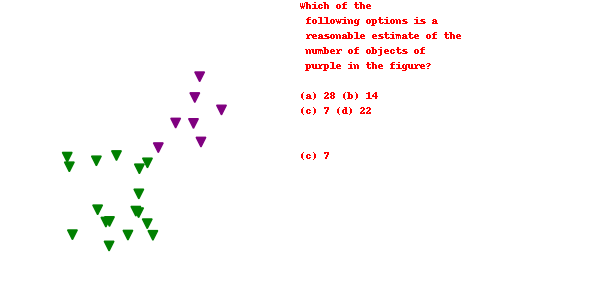 Which of the
following options is a
reasonable estimate of the
number of objects of
purple in the figure?
(a) 28 (b) 14
(c) 7 (d) 22
(c) 7